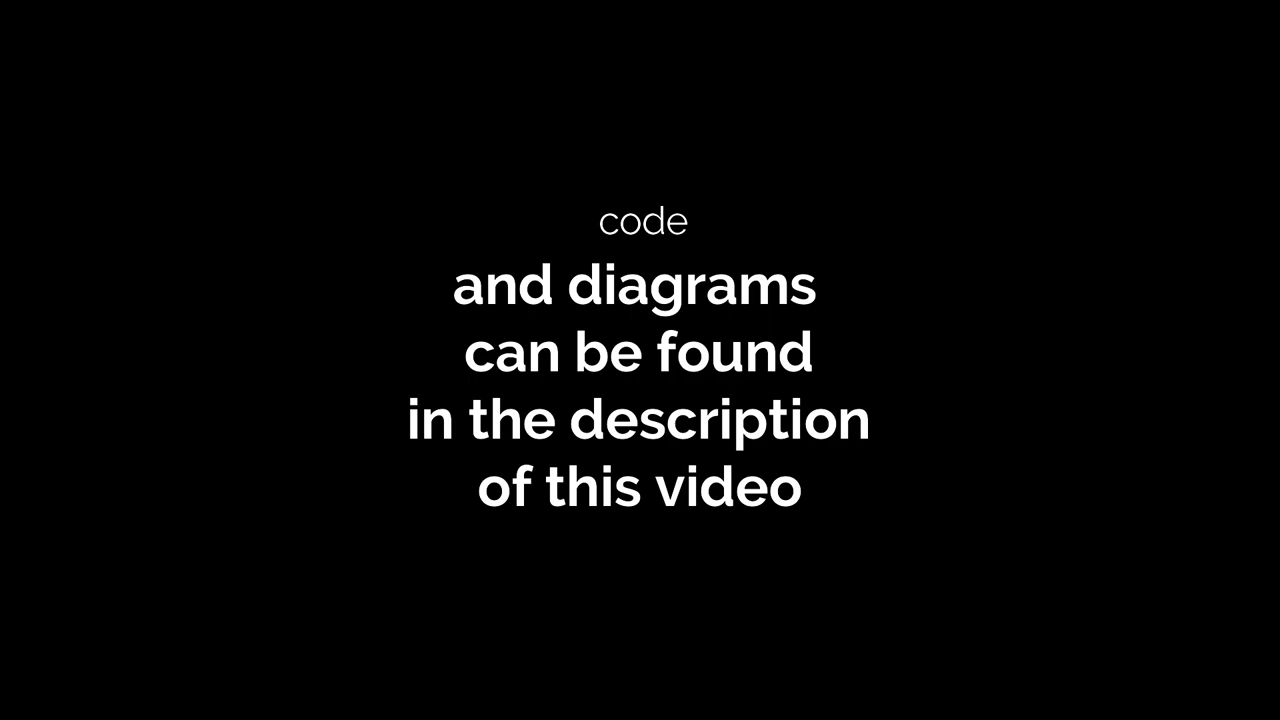 code
and diagrams
can be found
in the description
of this video